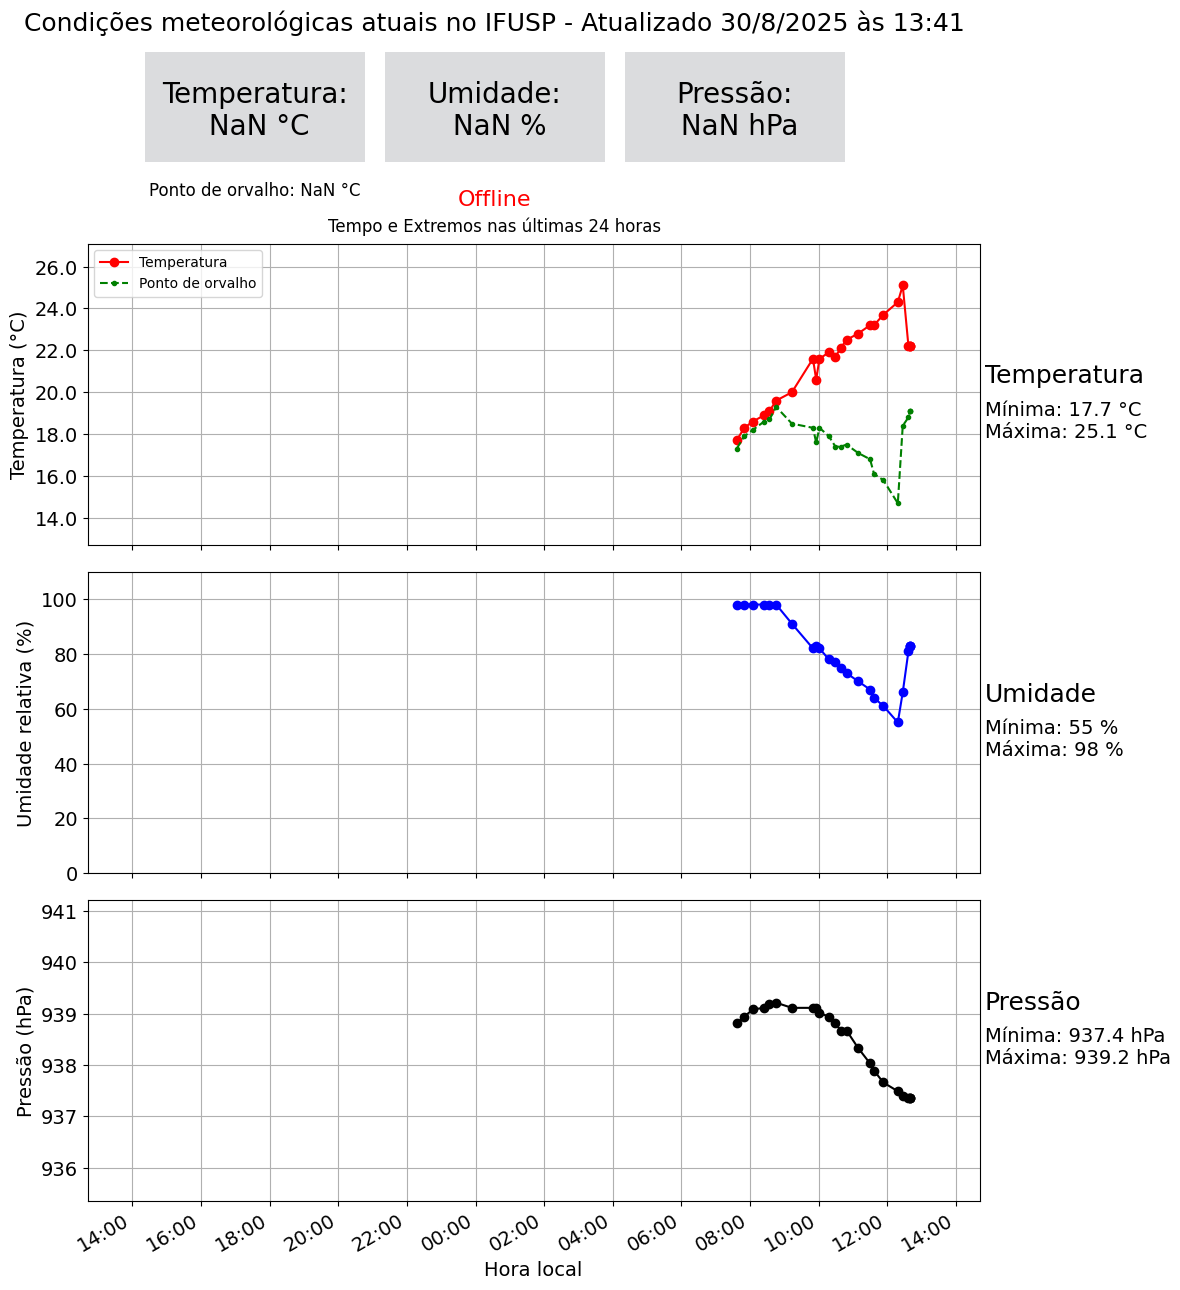 Condições meteorológicas atuais no IFUSP - Atualizado 30/8/2025 às 13:41
Temperatura:
NaN °C
Umidade:
NaN %
Pressão:
NaN hPa
Ponto de orvalho: NaN °C
Offline
Tempo e Extremos nas últimas 24 horas
Temperatura
Ponto de orvalho
Temperatura (°C)
26.0
24.0
22.0
20.0
18.0
16.0
14.0
Temperatura
Mínima: 17.7 °C
Máxima: 25.1 °C
Umidade relativa (%)
100
80
60
40
20
0
Umidade
Mínima: 55 %
Máxima: 98 %
Pressão (hPa)
941
940
939
938
937
936
Pressão
Mínima: 937.4 hPa
Máxima: 939.2 hPa
14:00 16:00 18:00 20:00 22:00 00:00 02:00 04:00 06:00 08:00 10:00 12:00 14:00
Hora local